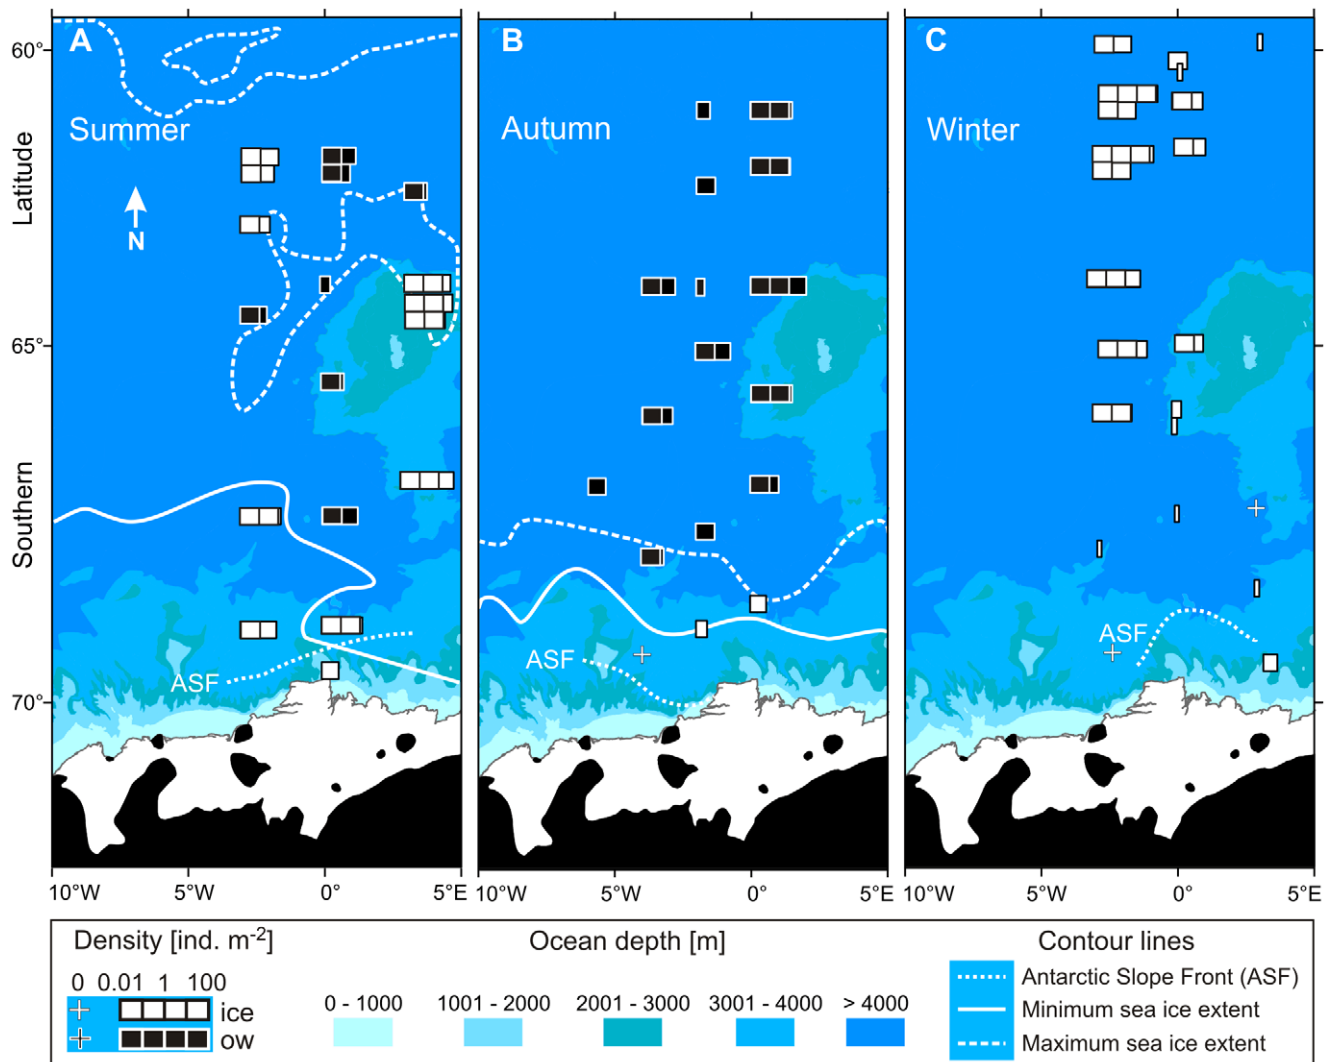 A
B
C
Summer
Autumn
Winter
N
60°
65°
70°
Latitude
Southern
ASF
ASF
ASF
10°W
5°W
0°
5°E
10°W
5°W
0°
5°W
0°
5°E
Density [ind. m-2]
0 0.01 1 100
ice
ow
Ocean depth [m]
0 - 1000
1001 - 2000
2001 - 3000
3001 - 4000
> 4000
Contour lines
Antarctic Slope Front (ASF)
Minimum sea ice extent
Maximum sea ice extent